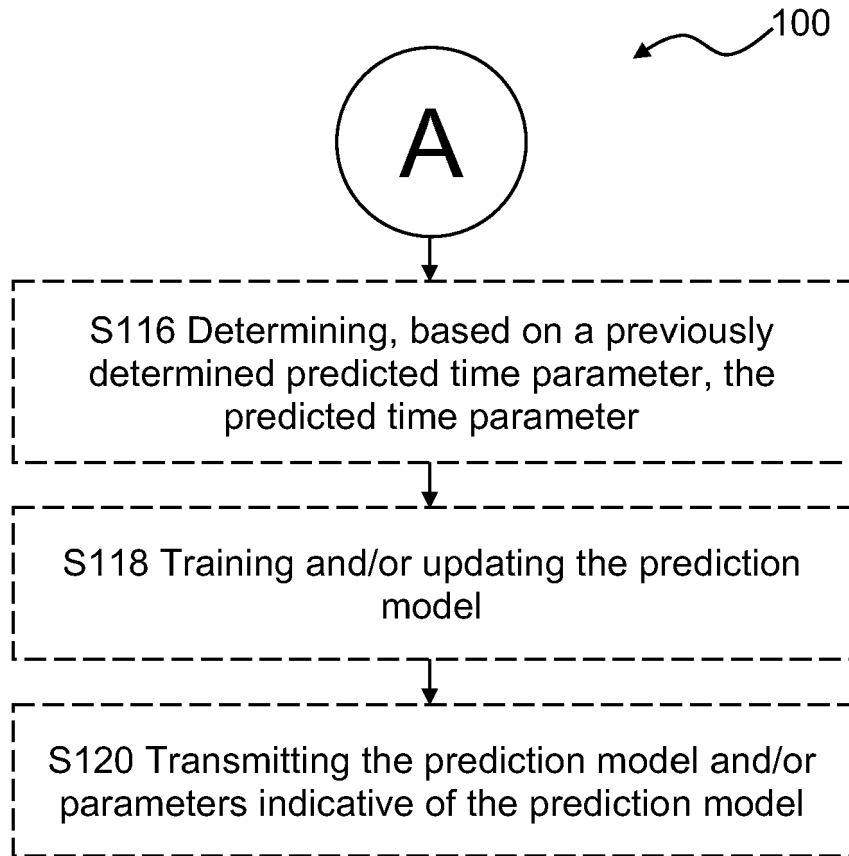 100
A
S116 Determining, based on a previously
determined predicted time parameter, the
predicted time parameter
S118 Training and/or updating the prediction
model
S120 Transmitting the prediction model and/or
parameters indicative of the prediction model